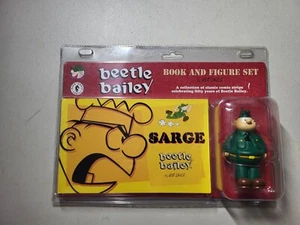 beetle
bailey
BOOK AND FIGURE SET
A collection of classic comic strips
celebrating fifty years of Beetle Bailey.
SARGE
beetle
bailey